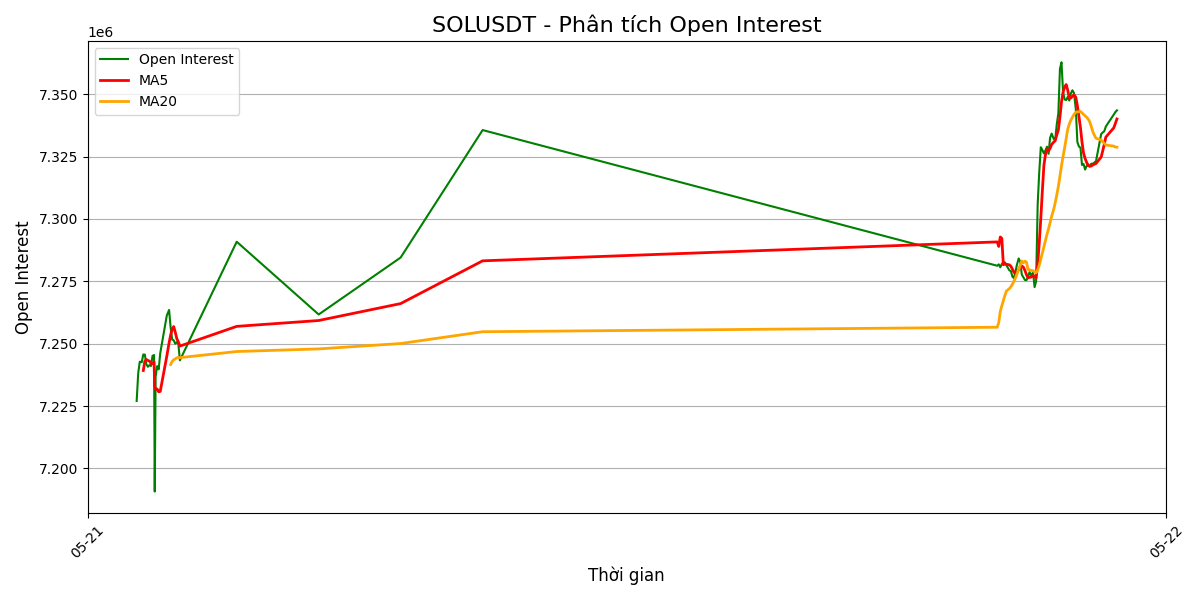 SOLUSDT - Phân tích Open Interest
1e6
Open Interest
MA5
MA20
7.350
7.325
7.300
7.275
7.250
7.225
7.200
Open Interest
05-21
05-22
Thời gian